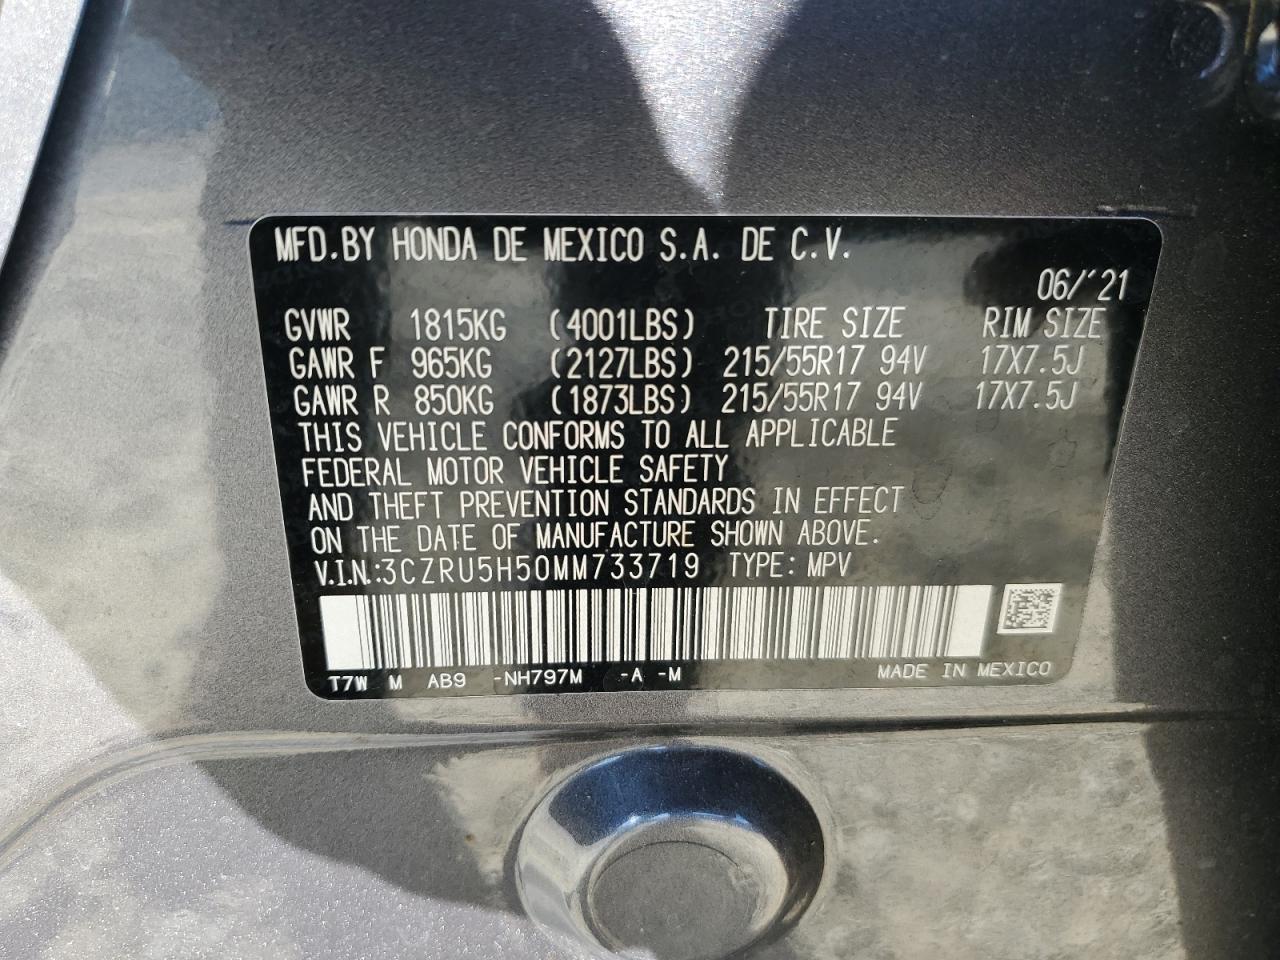 MFD.BY HONDA DE MEXICO S.A. DE C.V.
06/'21
GVWR 1815KG (4001LBS) TIRE SIZE RIM SIZE
GAWR F 965KG (2127LBS) 215/55R17 94V 17X7.5J
GAWR R 850KG (1873LBS) 215/55R17 94V 17X7.5J
THIS VEHICLE CONFORMS TO ALL APPLICABLE
FEDERAL MOTOR VEHICLE SAFETY
AND THEFT PREVENTION STANDARDS IN EFFECT
ON THE DATE OF MANUFACTURE SHOWN ABOVE.
V.I.N.:3CZRU5H50MM733719 TYPE: MPV
T7W M AB9 -NH797M -A -M MADE IN MEXICO